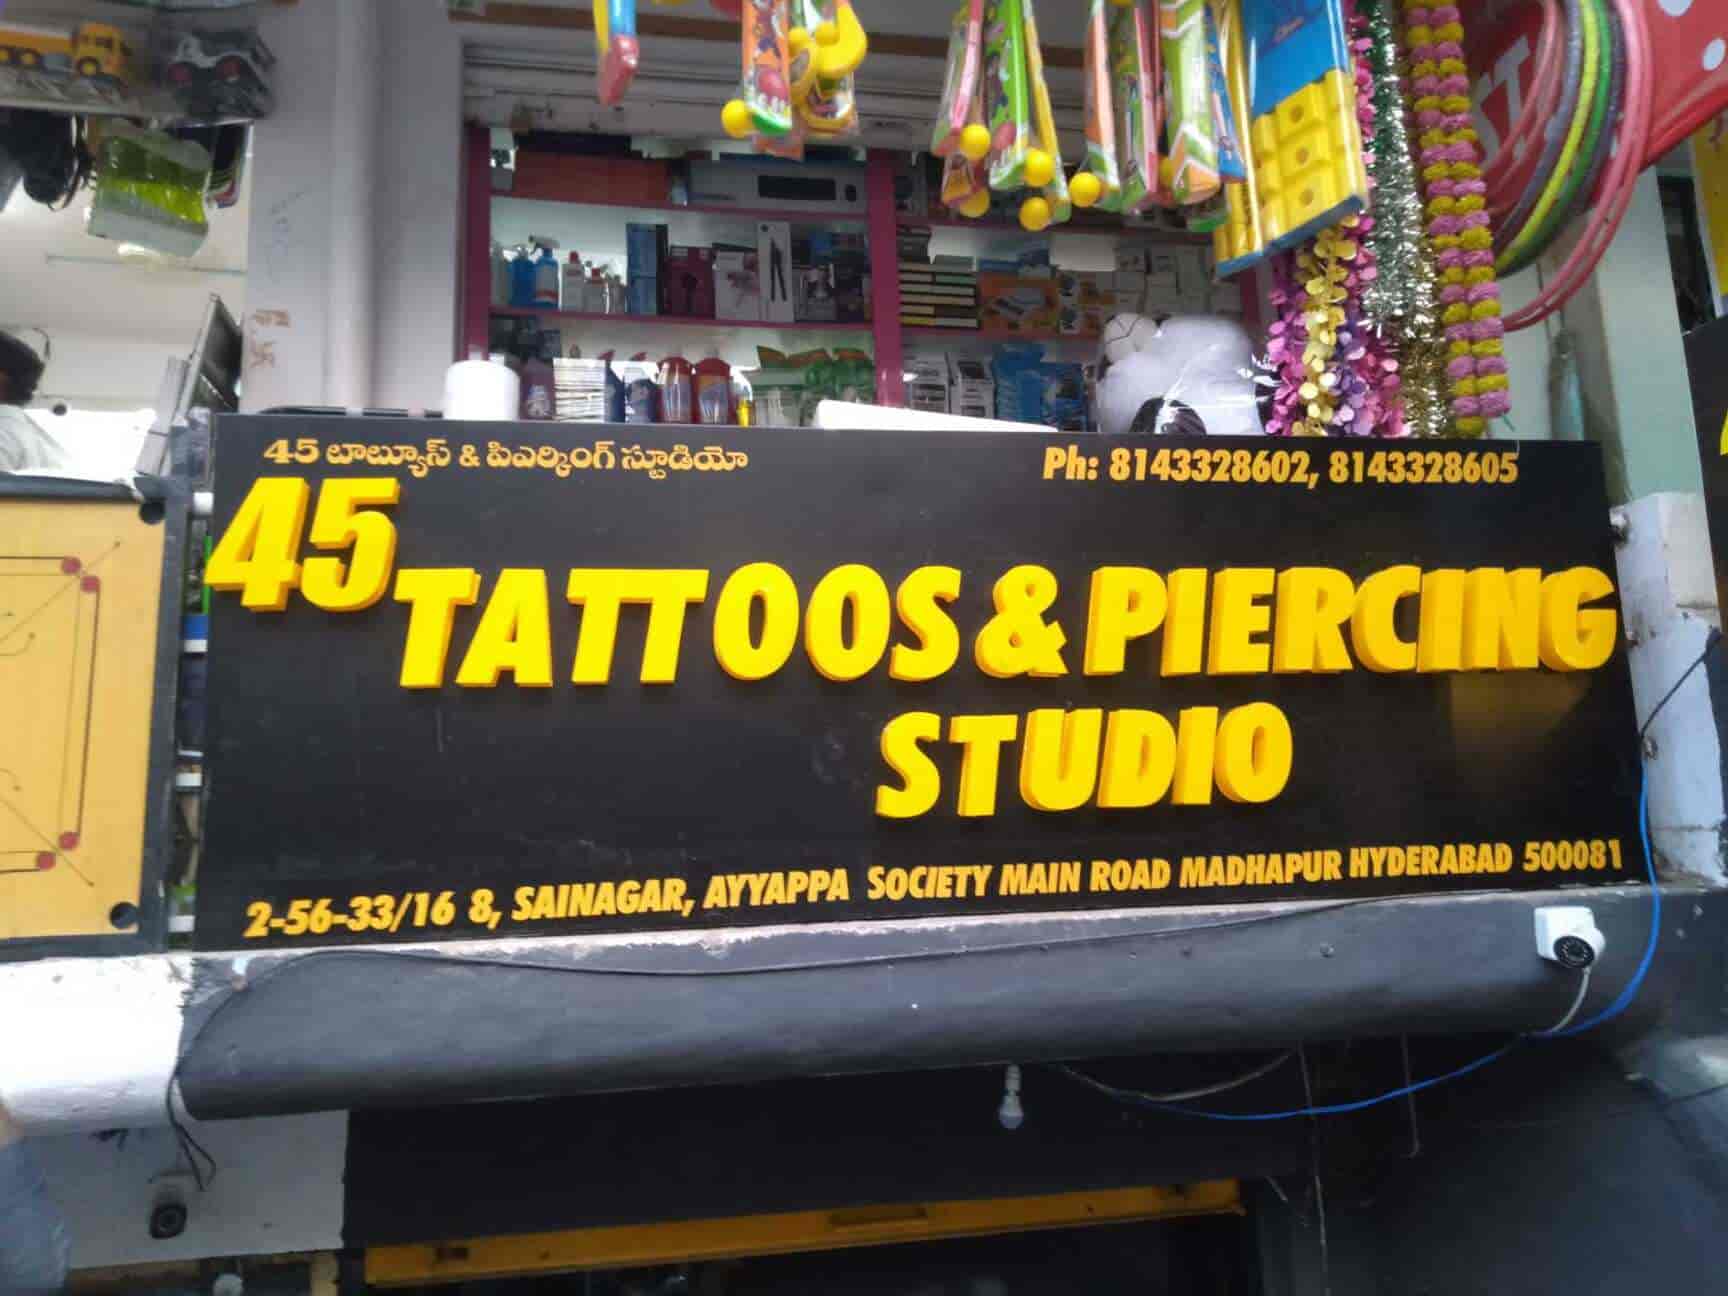 45 టాట్యూస్ & పిఎర్కింగ్ స్టూడియో
Ph: 8143328602, 8143328605
45 TATTOOS & PIERCING
STUDIO
2-56-33/16 8, SAINAGAR, AYYAPPA SOCIETY MAIN ROAD MADHAPUR HYDERABAD 500081